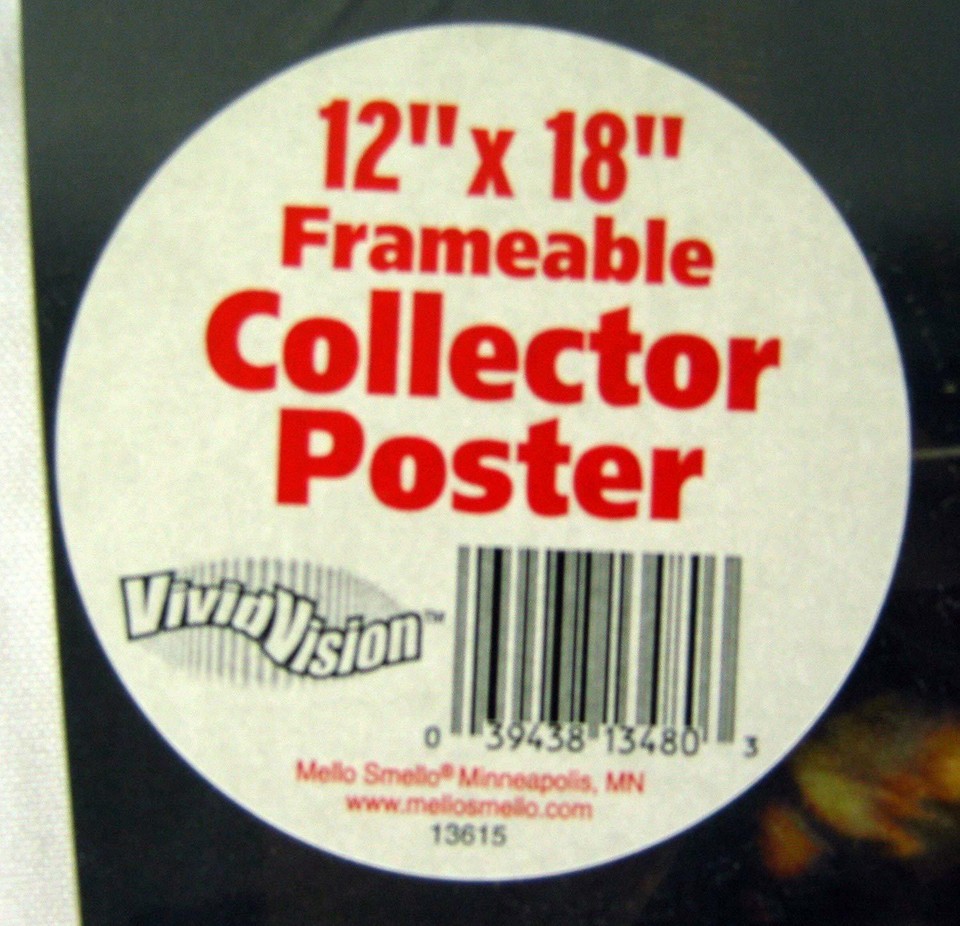 12" x 18"
Frameable
Collector
Poster
VividVision™
0 39438 13480 3
Mello Smello® Minneapolis, MN
www.mellosmello.com
13615